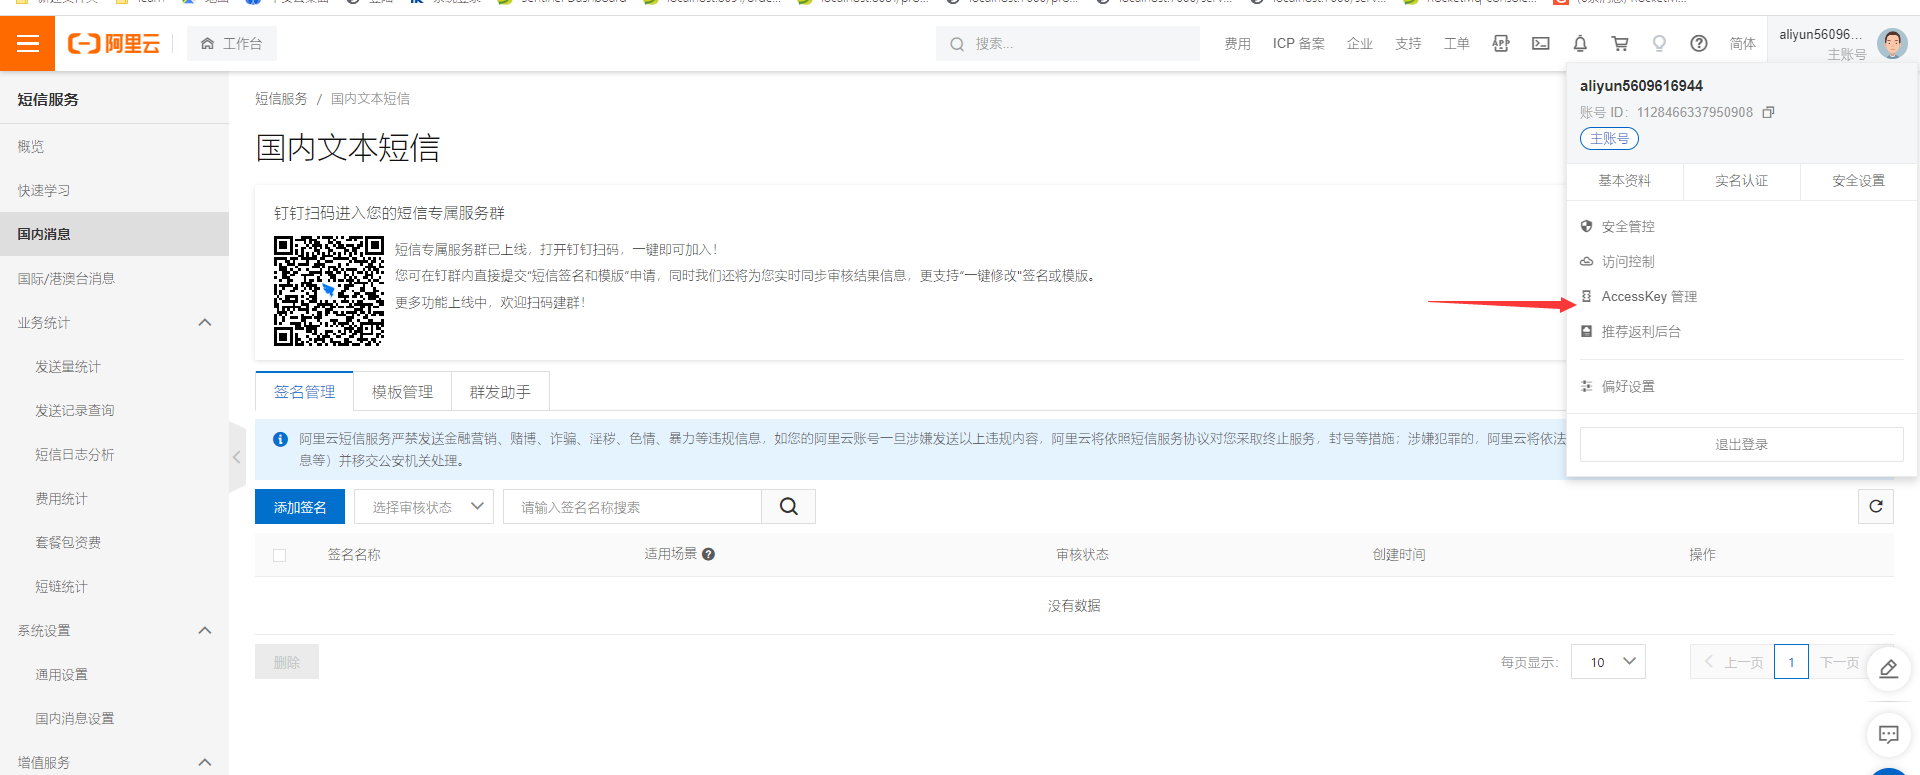 阿里云
工作台
搜索...
费用
ICP 备案
企业
支持
工单
简体
aliyun56096...
主账号
aliyun5609616944
账号 ID: 1128466337950908
主账号
基本资料
实名认证
安全设置
安全管控
访问控制
AccessKey 管理
推荐返利后台
偏好设置
退出登录
短信服务
概览
快速学习
国内消息
国际/港澳台消息
业务统计
发送量统计
发送记录查询
短信日志分析
费用统计
套餐包资费
短链统计
系统设置
通用设置
国内消息设置
增值服务
短信服务 / 国内文本短信
国内文本短信
钉钉扫码进入您的短信专属服务群
短信专属服务群已上线，打开钉钉扫码，一键即可加入！
您可在钉群内直接提交“短信签名和模版”申请，同时我们还将为您实时同步审核结果信息，更支持“一键修改”签名或模版。
更多功能上线中，欢迎扫码建群！
签名管理
模板管理
群发助手
阿里云短信服务严禁发送金融营销、赌博、诈骗、淫秽、色情、暴力等违规信息，如您的阿里云账号一旦涉嫌发送以上违规内容，阿里云将依照短信服务协议对您采取终止服务，封号等措施；涉嫌犯罪的，阿里云将依法
息等）并移交公安机关处理。
添加签名
选择审核状态
请输入签名名称搜索
签名名称
适用场景
审核状态
创建时间
操作
没有数据
删除
每页显示：
10
上一页
1
下一页